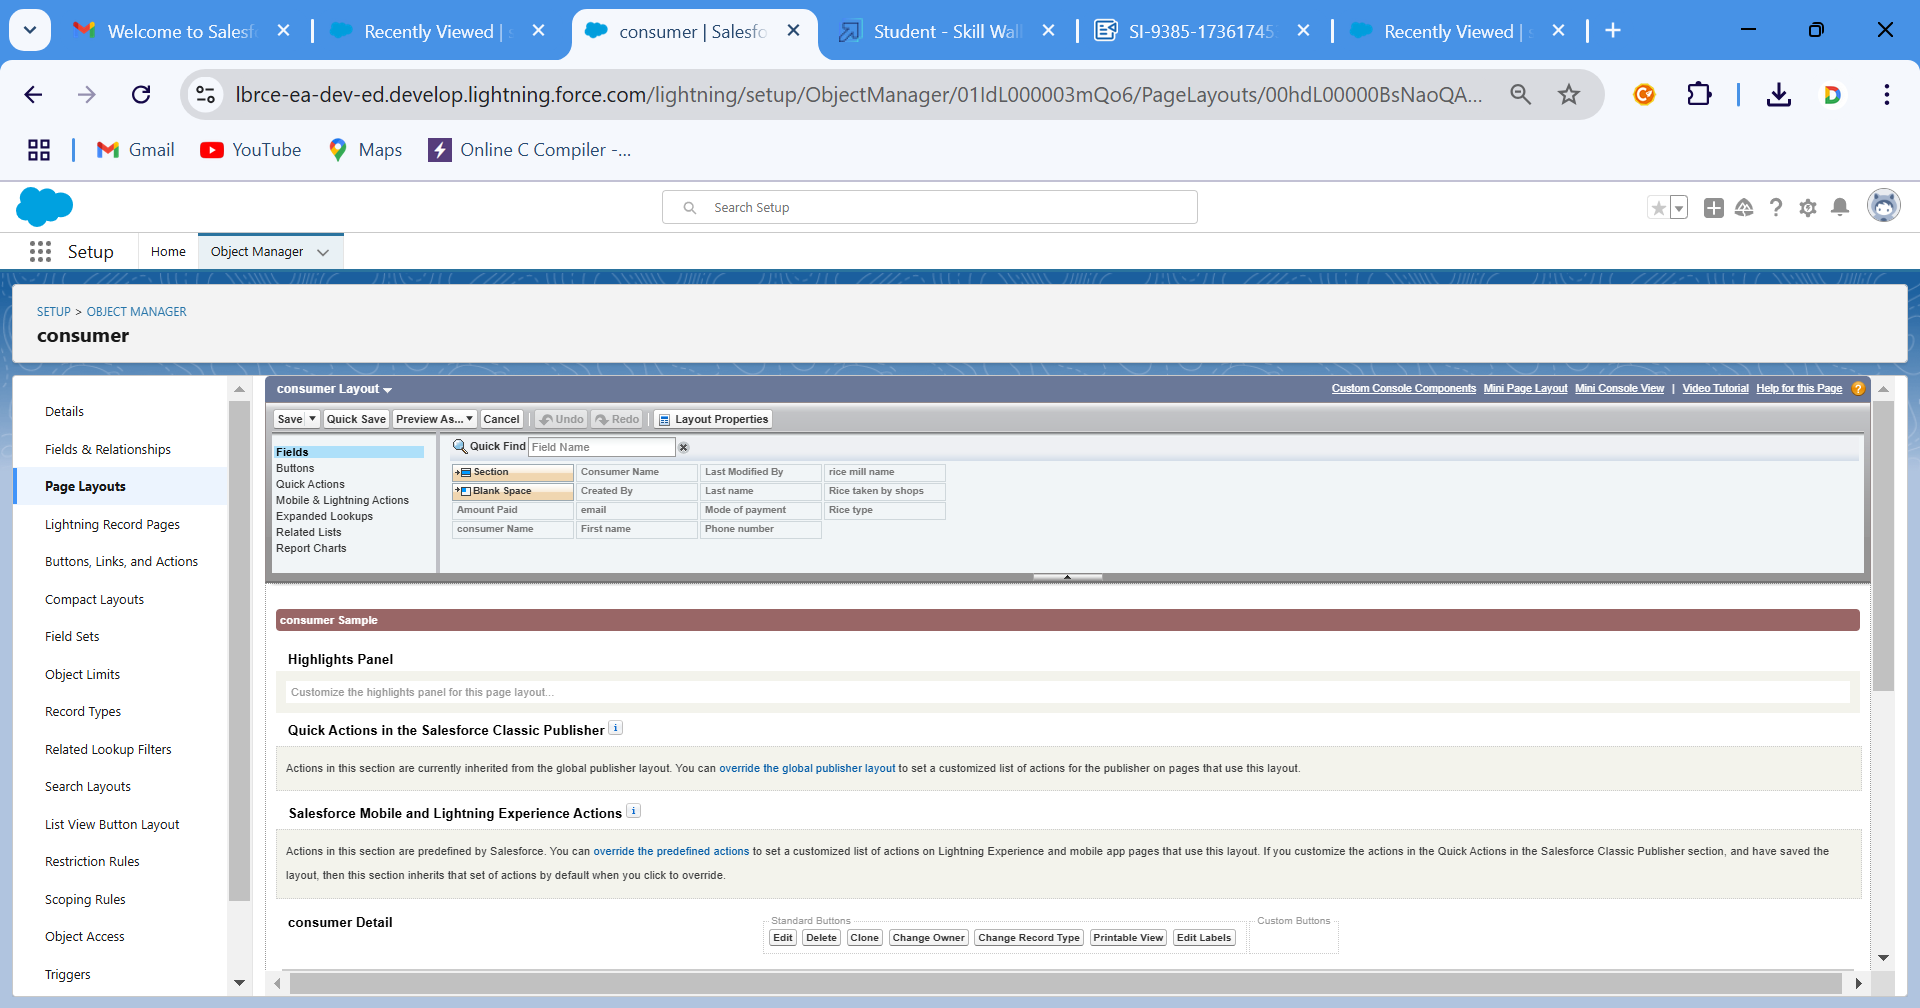 Welcome to Salesf
Recently Viewed | s
consumer | Salesfo
Student - Skill Wall
SI-9385-17361745
Recently Viewed | s
lbrce-ea-dev-ed.develop.lightning.force.com/lightning/setup/ObjectManager/01IdL000003mQo6/PageLayouts/00hdL00000BsNaoQA...
Gmail
YouTube
Maps
Online C Compiler -...
Search Setup
Setup
Home
Object Manager
SETUP > OBJECT MANAGER
consumer
Details
Fields & Relationships
Page Layouts
Lightning Record Pages
Buttons, Links, and Actions
Compact Layouts
Field Sets
Object Limits
Record Types
Related Lookup Filters
Search Layouts
List View Button Layout
Restriction Rules
Scoping Rules
Object Access
Triggers
consumer Layout
Custom Console Components Mini Page Layout Mini Console View | Video Tutorial Help for this Page ?
Save Quick Save Preview As... Cancel Undo Redo Layout Properties
Fields
Buttons
Quick Actions
Mobile & Lightning Actions
Expanded Lookups
Related Lists
Report Charts
Quick Find Field Name
Section Consumer Name Last Modified By rice mill name
Blank Space Created By Last name Rice taken by shops
Amount Paid email Mode of payment Rice type
consumer Name First name Phone number
consumer Sample
Highlights Panel
Customize the highlights panel for this page layout...
Quick Actions in the Salesforce Classic Publisher i
Actions in this section are currently inherited from the global publisher layout. You can override the global publisher layout to set a customized list of actions for the publisher on pages that use this layout.
Salesforce Mobile and Lightning Experience Actions i
Actions in this section are predefined by Salesforce. You can override the predefined actions to set a customized list of actions on Lightning Experience and mobile app pages that use this layout. If you customize the actions in the Quick Actions in the Salesforce Classic Publisher section, and have saved the
layout, then this section inherits that set of actions by default when you click to override.
consumer Detail
Standard Buttons
Edit Delete Clone Change Owner Change Record Type Printable View Edit Labels
Custom Buttons